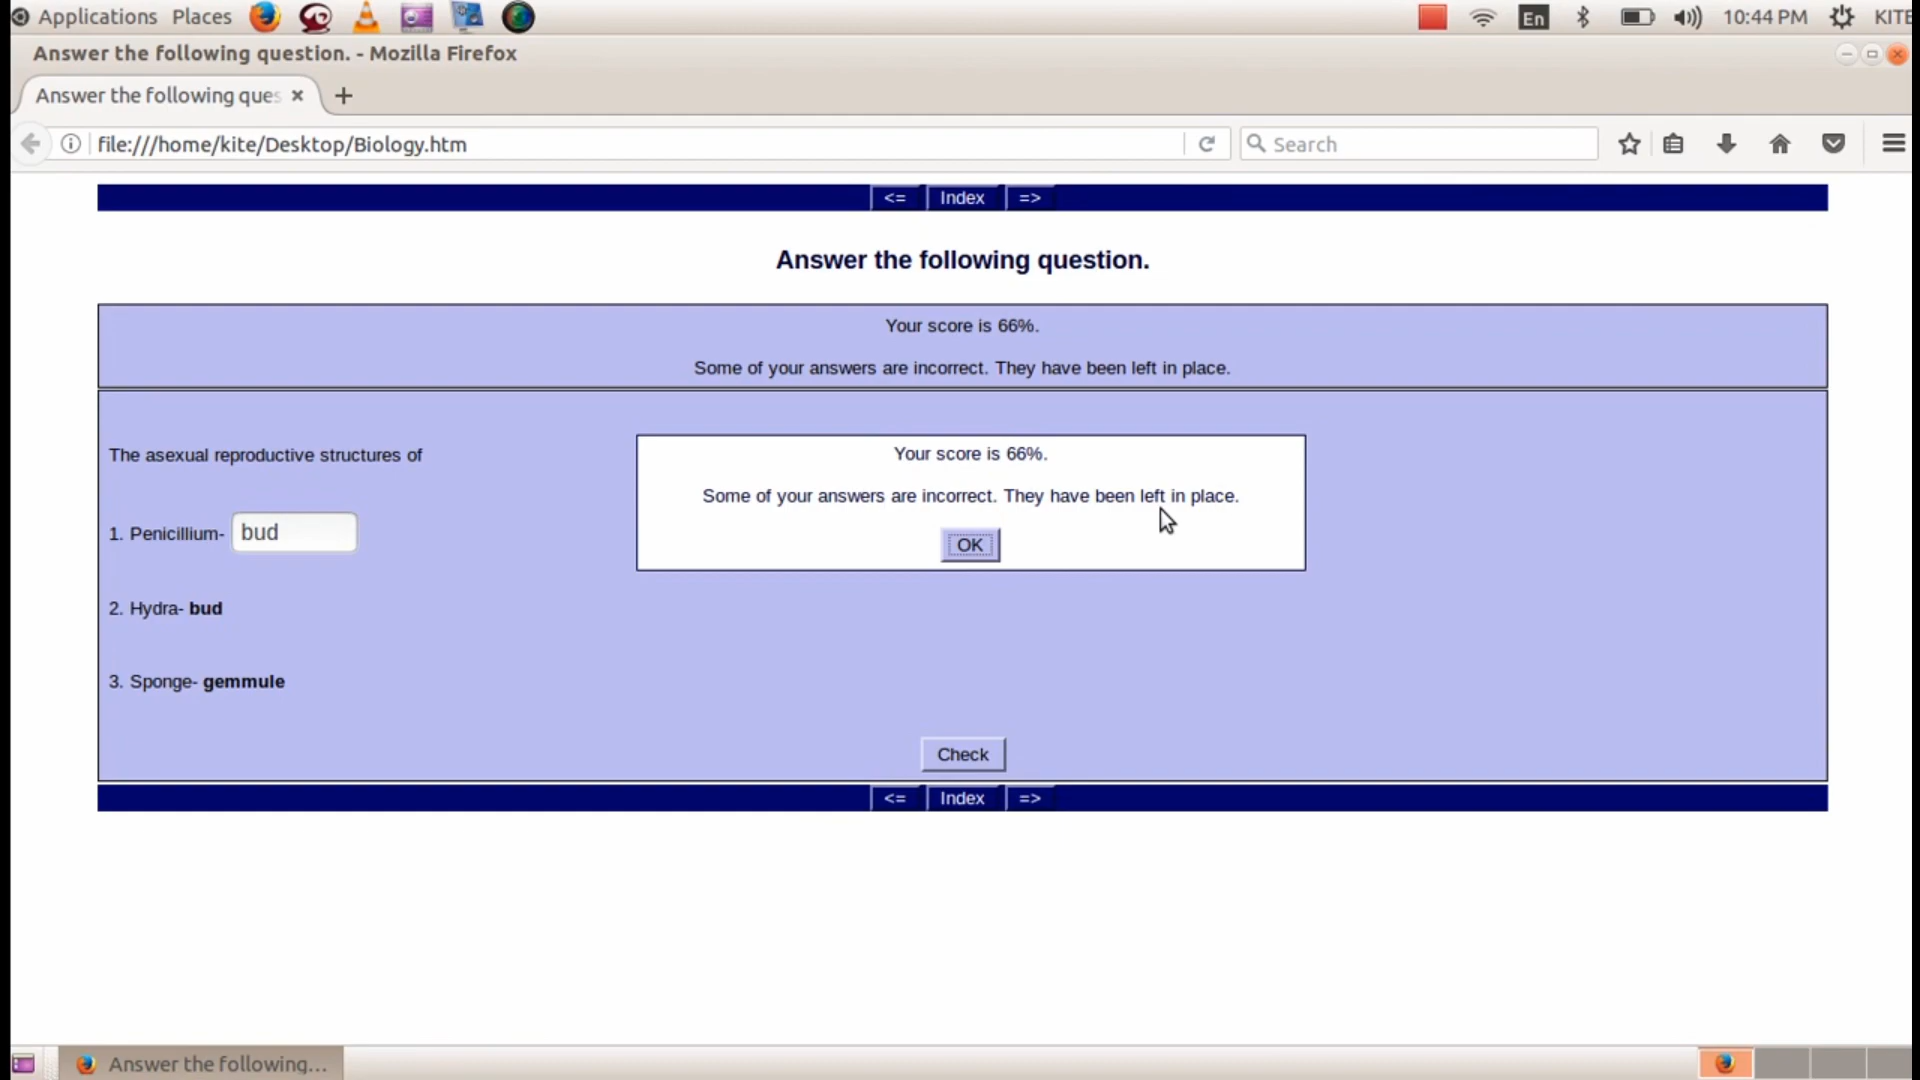 Applications Places En 10:44 PM KITE
Answer the following question. - Mozilla Firefox
Answer the following ques
file:///home/kite/Desktop/Biology.htm Search
<= Index =>
Answer the following question.
Your score is 66%.
Some of your answers are incorrect. They have been left in place.
The asexual reproductive structures of
Your score is 66%.
Some of your answers are incorrect. They have been left in place.
OK
1. Penicillium- bud
2. Hydra- bud
3. Sponge- gemmule
Check
<= Index =>
Answer the following...